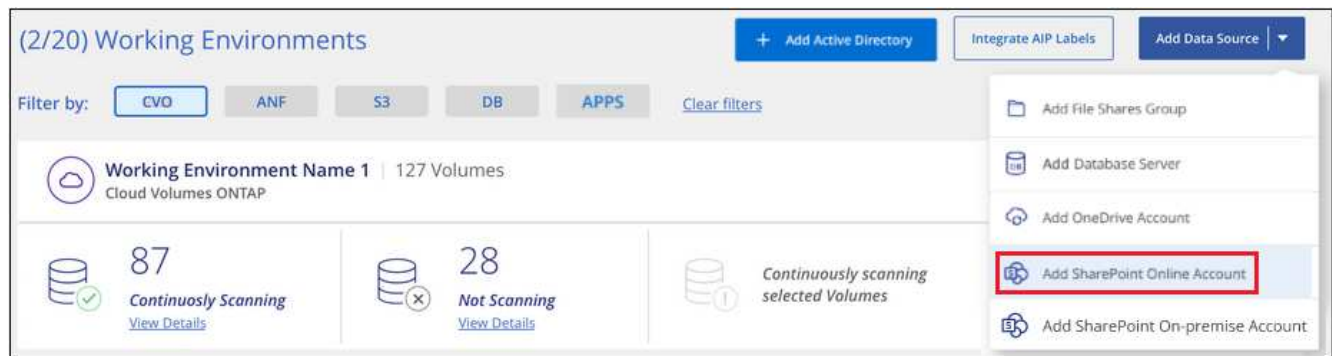 (2/20) Working Environments
+ Add Active Directory
Integrate AIP Labels
Add Data Source
Filter by: CVO ANF S3 DB APPS Clear filters
Add File Shares Group
Working Environment Name 1 | 127 Volumes
Cloud Volumes ONTAP
DB Add Database Server
Add OneDrive Account
87
Continuosly Scanning
View Details
28
Not Scanning
View Details
Continuously scanning
selected Volumes
Add SharePoint Online Account
Add SharePoint On-premise Account